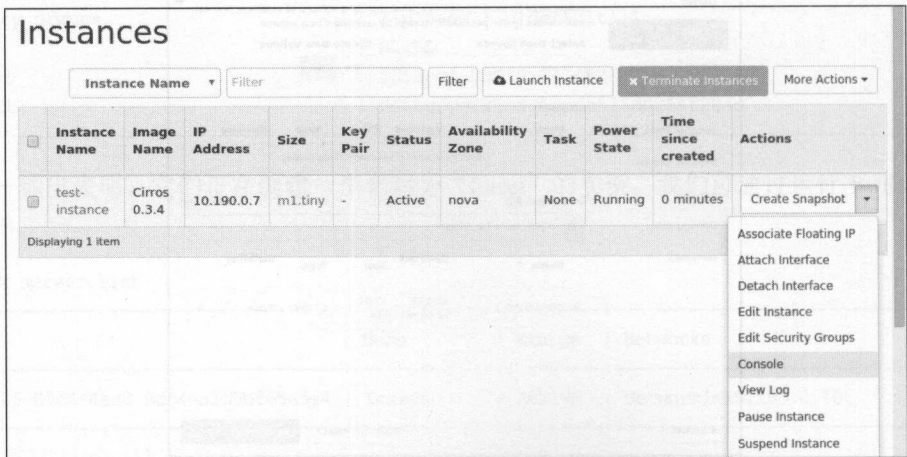 Instances
Instance Name
Filter
Filter
Launch Instance
× Terminate Instances
More Actions
Instance Name
Image Name
IP Address
Size
Key Pair
Status
Availability Zone
Task
Power State
Time since created
Actions
test-instance
Cirros 0.3.4
10.190.0.7
m1.tiny
-
Active
nova
None
Running
0 minutes
Create Snapshot
Displaying 1 item
Associate Floating IP
Attach Interface
Detach Interface
Edit Instance
Edit Security Groups
Console
View Log
Pause Instance
Suspend Instance